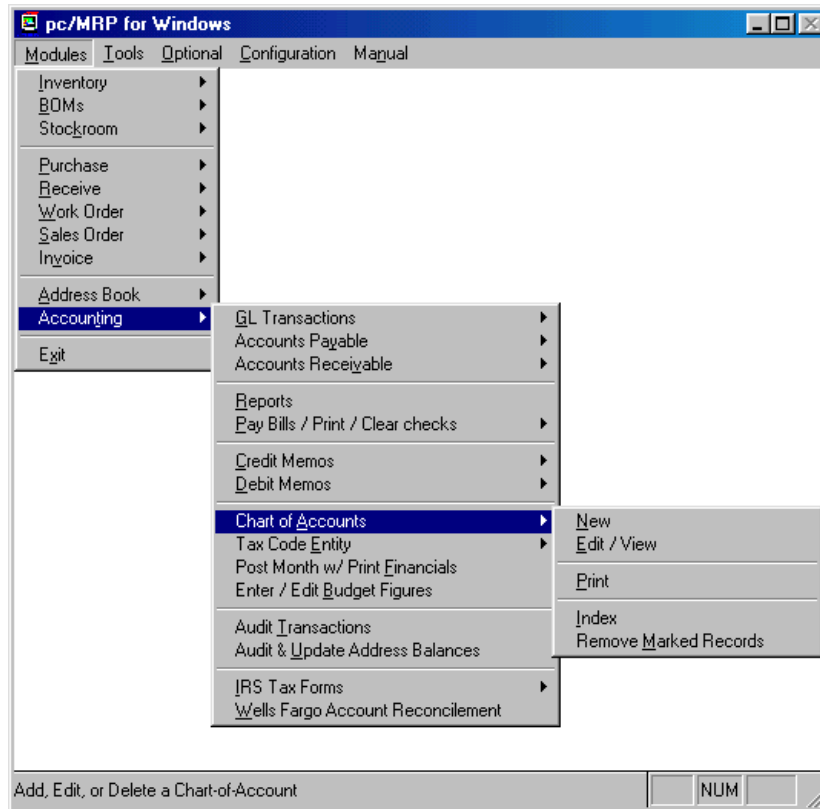 pc/MRP for Windows
Modules Tools Optional Configuration Manual
Inventory
BOMs
Stockroom
Purchase
Receive
Work Order
Sales Order
Invoice
Address Book
Accounting
Exit
GL Transactions
Accounts Payable
Accounts Receivable
Reports
Pay Bills / Print / Clear checks
Credit Memos
Debit Memos
Chart of Accounts
Tax Code Entity
Post Month w/ Print Financials
Enter / Edit Budget Figures
Audit Transactions
Audit & Update Address Balances
IRS Tax Forms
Wells Fargo Account Reconcilement
New
Edit / View
Print
Index
Remove Marked Records
Add, Edit, or Delete a Chart-of-Account
NUM